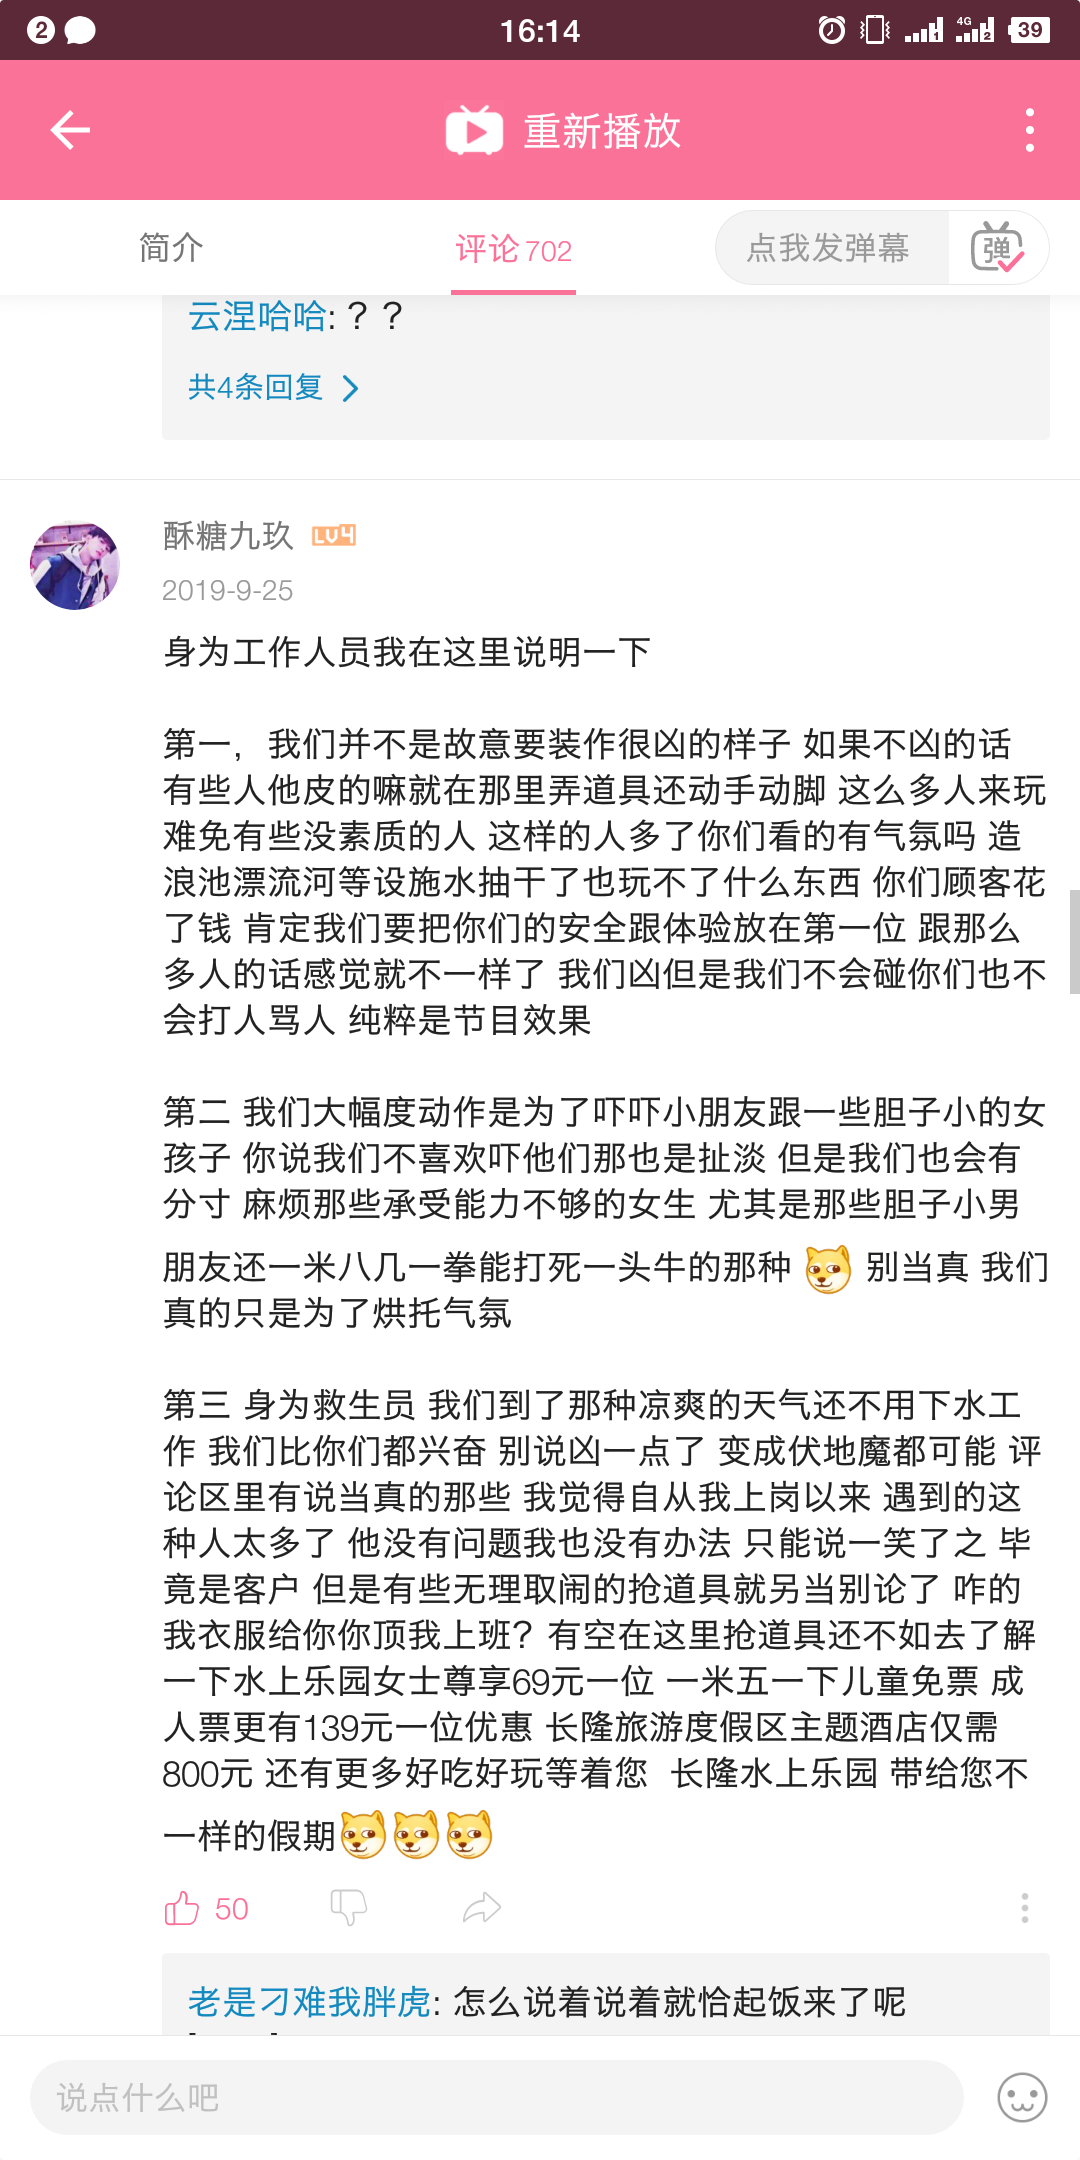 2
16:14
4G
1
2
39
重新播放
简介
评论 702
点我发弹幕
弹
云涅哈哈: ? ?
共4条回复
酥糖九玖 LV4
2019-9-25
身为工作人员我在这里说明一下
第一，我们并不是故意要装作很凶的样子 如果不凶的话
有些人他皮的嘛就在那里弄道具还动手动脚 这么多人来玩
难免有些没素质的人 这样的人多了你们看的有气氛吗 造
浪池漂流河等设施水抽干了也玩不了什么东西 你们顾客花
了钱 肯定我们要把你们的安全跟体验放在第一位 跟那么
多人的话感觉就不一样了 我们凶但是我们不会碰你们也不
会打人骂人 纯粹是节目效果
第二 我们大幅度动作是为了吓吓小朋友跟一些胆子小的女
孩子 你说我们不喜欢吓他们那也是扯淡 但是我们也会有
分寸 麻烦那些承受能力不够的女生 尤其是那些胆子小男
朋友还一米八几一拳能打死一头牛的那种 别当真 我们
真的只是为了烘托气氛
第三 身为救生员 我们到了那种凉爽的天气还不用下水工
作 我们比你们都兴奋 别说凶一点了 变成伏地魔都可能 评
论区里有说当真的那些 我觉得自从我上岗以来 遇到的这
种人太多了 他没有问题我也没有办法 只能说一笑了之 毕
竟是客户 但是有些无理取闹的抢道具就另当别论了 咋的
我衣服给你你顶我上班？有空在这里抢道具还不如去了解
一下水上乐园女士尊享69元一位 一米五一下儿童免票 成
人票更有139元一位优惠 长隆旅游度假区主题酒店仅需
800元 还有更多好吃好玩等着您 长隆水上乐园 带给您不
一样的假期
50
老是刁难我胖虎: 怎么说着说着就恰起饭来了呢
说点什么吧